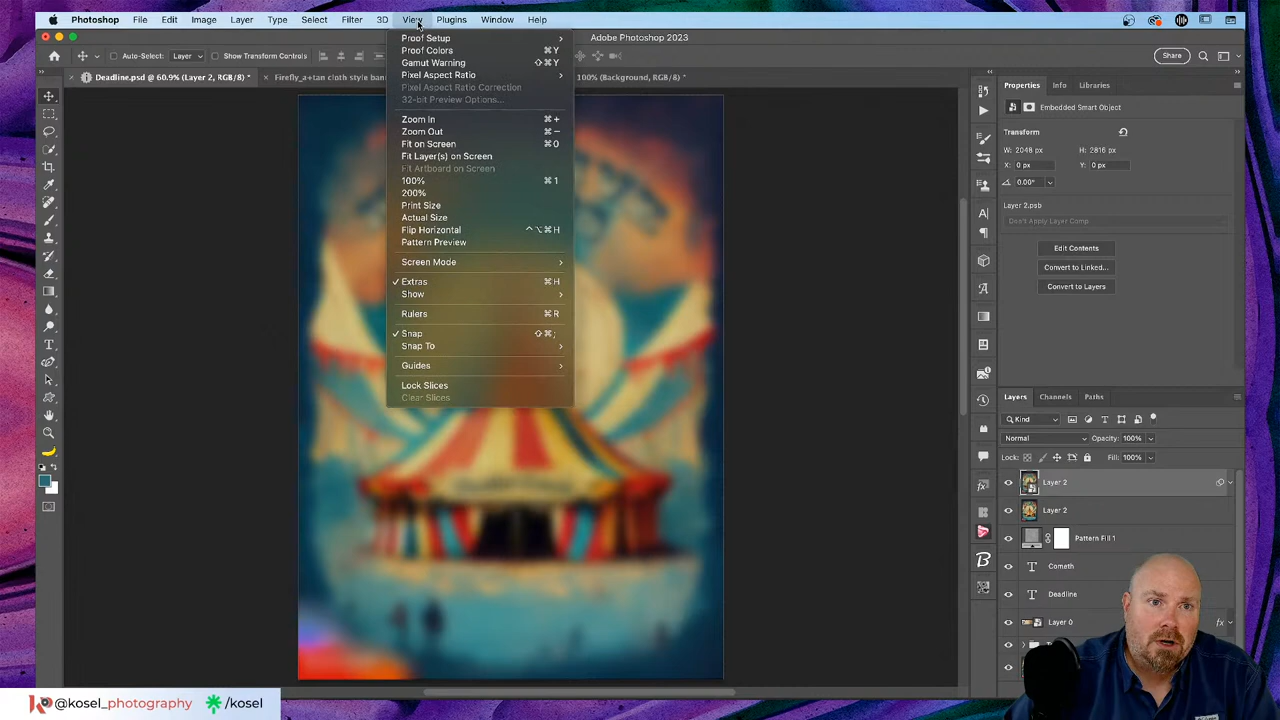 Photoshop File Edit Image Layer Type Select Filter 3D View Plugins Window Help
Adobe Photoshop 2023
Auto-Select: Layer Show Transform Controls Share
Deadline.psd @ 60.9% (Layer 2, RGB/8) * Firefly_a+tan cloth style ban 100% (Background, RGB/8) *
Proof Setup
Proof Colors ⌘Y
Gamut Warning ⇧⌘Y
Pixel Aspect Ratio
Pixel Aspect Ratio Correction
32-bit Preview Options...
Zoom In ⌘+
Zoom Out ⌘−
Fit on Screen ⌘0
Fit Layer(s) on Screen
Fit Artboard on Screen
100% ⌘1
200%
Print Size
Actual Size
Flip Horizontal ⌃⌥⌘H
Pattern Preview
Screen Mode
Extras ⌘H
Show
Rulers ⌘R
Snap ⇧⌘;
Snap To
Guides
Lock Slices
Clear Slices
Properties Info Libraries
Embedded Smart Object
Transform
W: 2048 px H: 2816 px
X: 0 px Y: 0 px
0.00°
Layer 2.psb
Don't Apply Layer Comp
Edit Contents
Convert to Linked...
Convert to Layers
Layers Channels Paths
Kind
Normal Opacity: 100%
Lock: Fill: 100%
Layer 2
Layer 2
Pattern Fill 1
Cometh
Deadline
Layer 0 fx
@kosel_photography /kosel